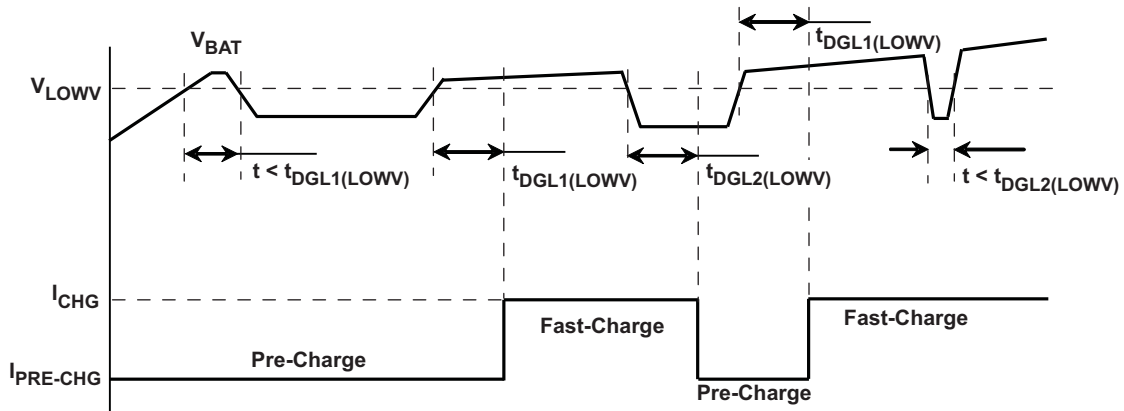 t_DGL1(LOWV)
V_BAT
V_LOWV
t < t_DGL1(LOWV)
t_DGL1(LOWV)
t_DGL2(LOWV)
t < t_DGL2(LOWV)
I_CHG
Fast-Charge
Fast-Charge
Pre-Charge
I_PRE-CHG
Pre-Charge